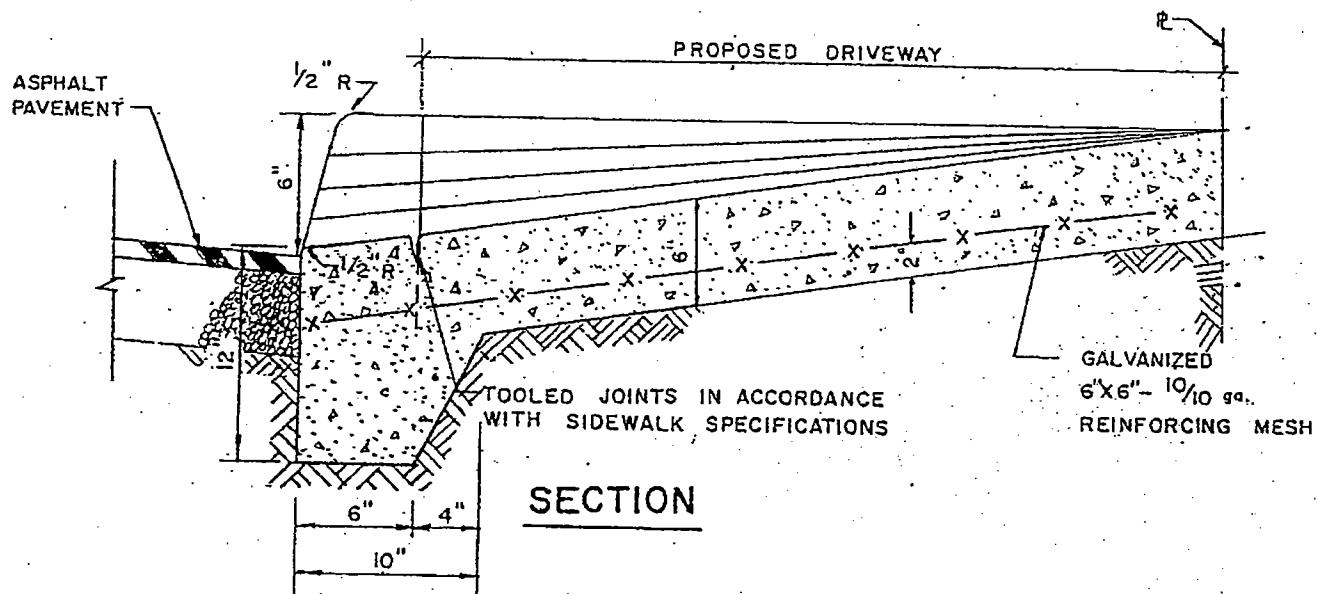 ℄
PROPOSED DRIVEWAY
1/2" R
ASPHALT
PAVEMENT
6"
1/2" R
6"
2"
12"
GALVANIZED
6"X6"- 10/10 ga.
REINFORCING MESH
TOOLED JOINTS IN ACCORDANCE
WITH SIDEWALK SPECIFICATIONS
SECTION
6" 4"
10"